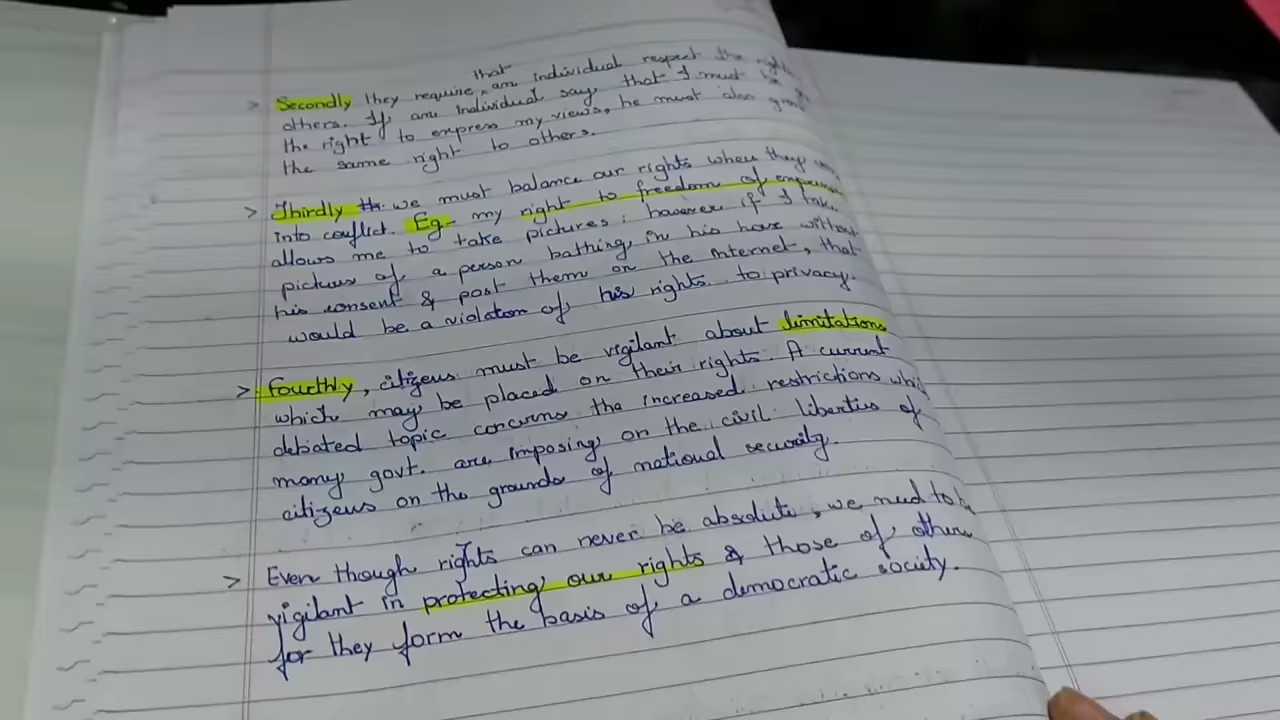 that
> Secondly they require, an individual respect the rights
others. If an individual say that I must be
the right to express my views, he must also grant
the same right to others.
> Thirdly th. we must balance our rights when they
into conflict. Eg- my right to freedom of
allows me to take pictures; however if I take
pictures of a person bathing in his house without
his consent & post them on the internet, that
would be a violation of his rights to privacy.
> Fourthly, citizens must be vigilant about limitations
which may be placed on their rights. A current
debated topic concerns the increased restrictions which
many govt. are imposing on the civil liberties of
citizens on the grounds of national security.
> Even though rights can never be absolute, we need to be
vigilant in protecting our rights & those of others
for they form the basis of a democratic society.